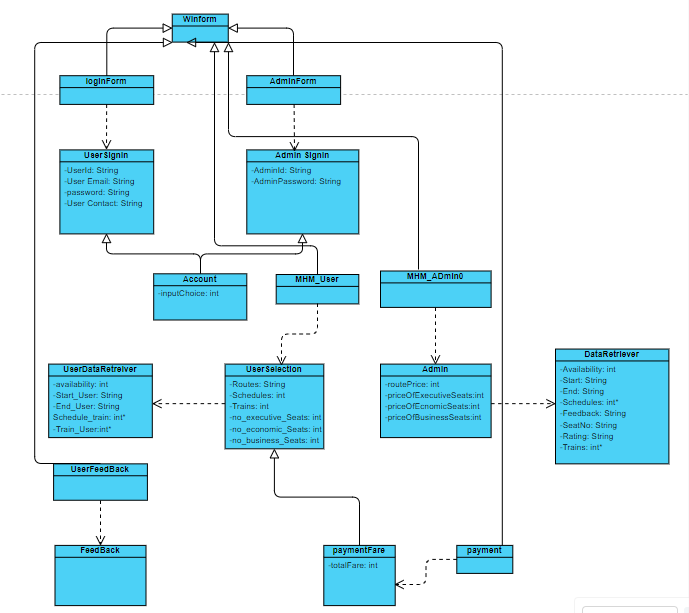 Winform
loginForm
AdminForm
UserSignin
-UserId: String
-User Email: String
-password: String
-User Contact: String
Admin Signin
-AdminId: String
-AdminPassword: String
Account
-inputChoice: int
MHM_User
MHM_ADmin0
UserDataRetreiver
-availability: int
-Start_User: String
-End_User: String
Schedule_train: int*
-Train_User:int*
UserSelection
-Routes: String
-Schedules: int
-Trains: int
-no_executive_Seats: int
-no_economic_Seats: int
-no_business_Seats: int
Admin
-routePrice: int
-priceOfExecutiveSeats:int
-priceOfEcnomicSeats:int
-priceOfBusinessSeats:int
DataRetriever
-Availability: int
-Start: String
-End: String
-Schedules: int*
-Feedback: String
-SeatNo: String
-Rating: String
-Trains: int*
UserFeedBack
FeedBack
paymentFare
-totalFare: int
payment